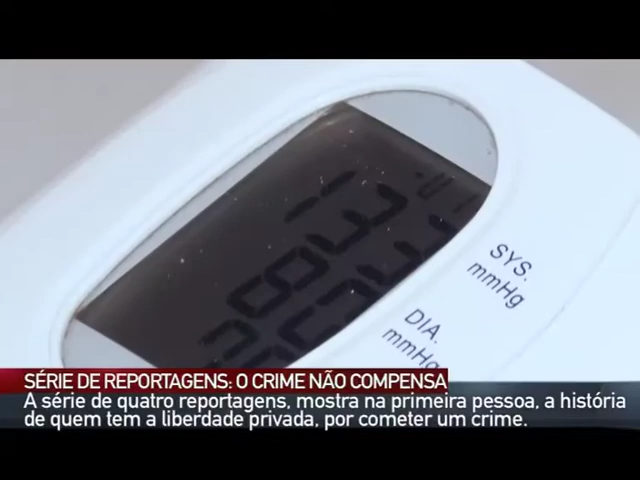 SYS.
mmHg
DIA.
mmHg
SÉRIE DE REPORTAGENS: O CRIME NÃO COMPENSA
A série de quatro reportagens, mostra na primeira pessoa, a história
de quem tem a liberdade privada, por cometer um crime.